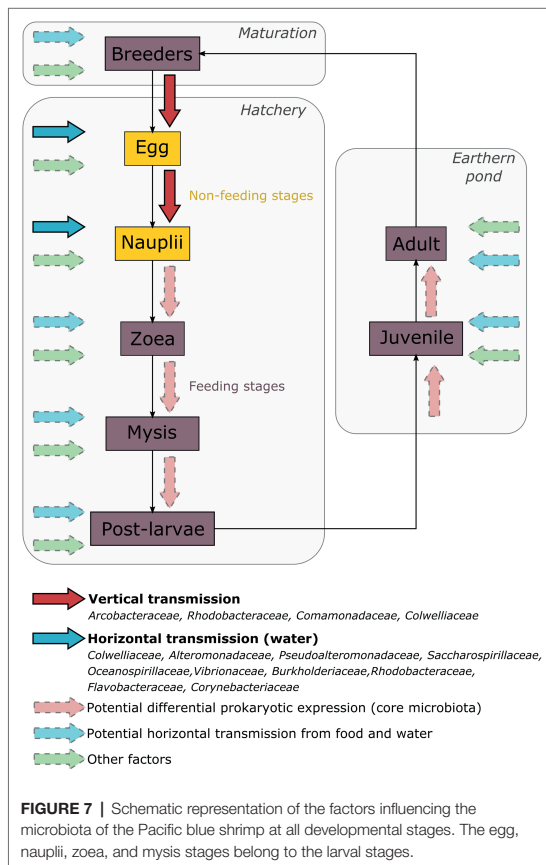 Maturation
Breeders
Hatchery
Egg
Non-feeding stages
Nauplii
Zoea
Feeding stages
Mysis
Post-larvae
Earthern
pond
Adult
Juvenile
Vertical transmission
Arcobacteraceae, Rhodobacteraceae, Comamonadaceae, Colwelliaceae
Horizontal transmission (water)
Colwelliaceae, Alteromonadaceae, Pseudoalteromonadaceae, Saccharospirillaceae,
Oceanospirillaceae,Vibrionaceae, Burkholderiaceae,Rhodobacteraceae,
Flavobacteraceae, Corynebacteriaceae
Potential differential prokaryotic expression (core microbiota)
Potential horizontal transmission from food and water
Other factors
FIGURE 7 | Schematic representation of the factors influencing the
microbiota of the Pacific blue shrimp at all developmental stages. The egg,
nauplii, zoea, and mysis stages belong to the larval stages.